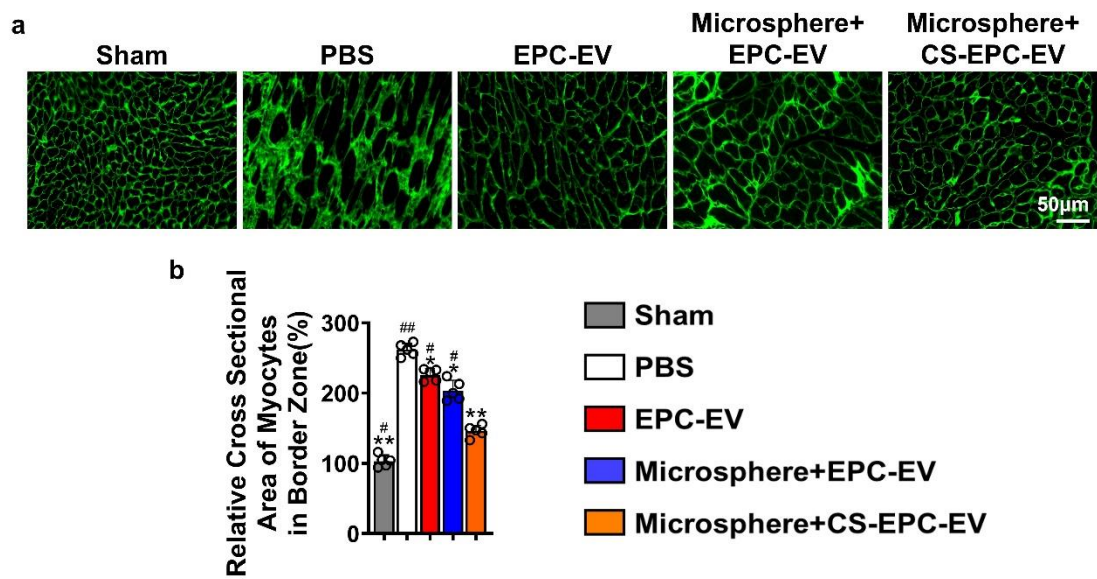 a
Sham
PBS
EPC-EV
Microsphere+
EPC-EV
Microsphere+
CS-EPC-EV
50μm
b
Relative Cross Sectional
Area of Myocytes
in Border Zone(%)
300
200
100
0
#
**
##
#
*
#
*
**
Sham
PBS
EPC-EV
Microsphere+EPC-EV
Microsphere+CS-EPC-EV